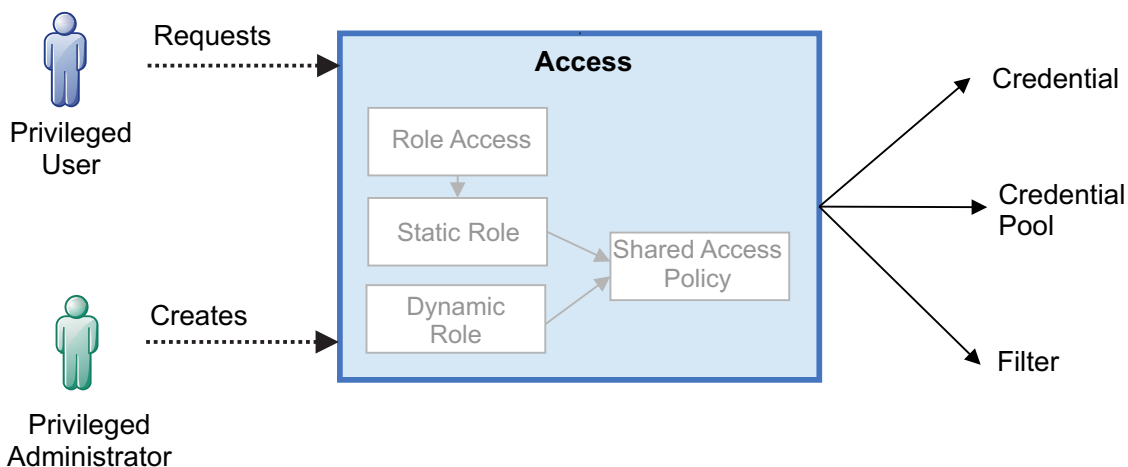 Requests
Privileged
User
Access
Role Access
Static Role
Dynamic
Role
Shared Access
Policy
Creates
Privileged
Administrator
Credential
Credential
Pool
Filter